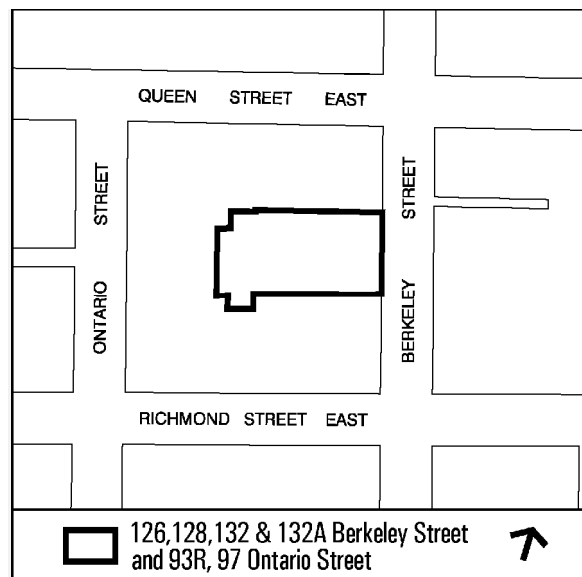 QUEEN STREET EAST
ONTARIO STREET
BERKELEY STREET
RICHMOND STREET EAST
126,128,132 & 132A Berkeley Street
and 93R, 97 Ontario Street